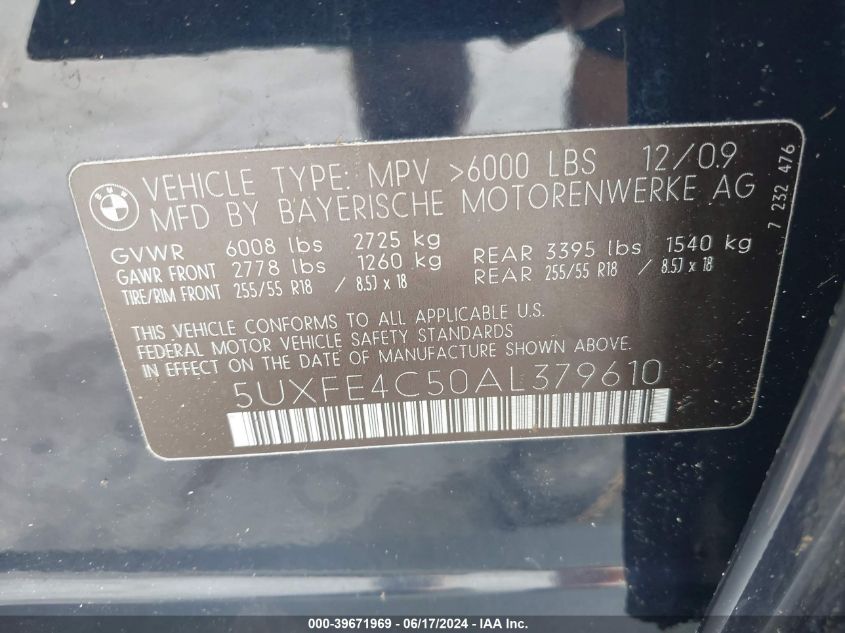 BMW
VEHICLE TYPE: MPV >6000 LBS 12/09
MFD BY BAYERISCHE MOTORENWERKE AG
7 232 476
GVWR 6008 lbs 2725 kg
GAWR FRONT 2778 lbs 1260 kg REAR 3395 lbs 1540 kg
TIRE/RIM FRONT 255/55 R18 / 8.5J x 18 REAR 255/55 R18 / 8.5J x 18
THIS VEHICLE CONFORMS TO ALL APPLICABLE U.S.
FEDERAL MOTOR VEHICLE SAFETY STANDARDS
IN EFFECT ON THE DATE OF MANUFACTURE SHOWN ABOVE.
5UXFE4C50AL379610
000-39671969 - 06/17/2024 - IAA Inc.